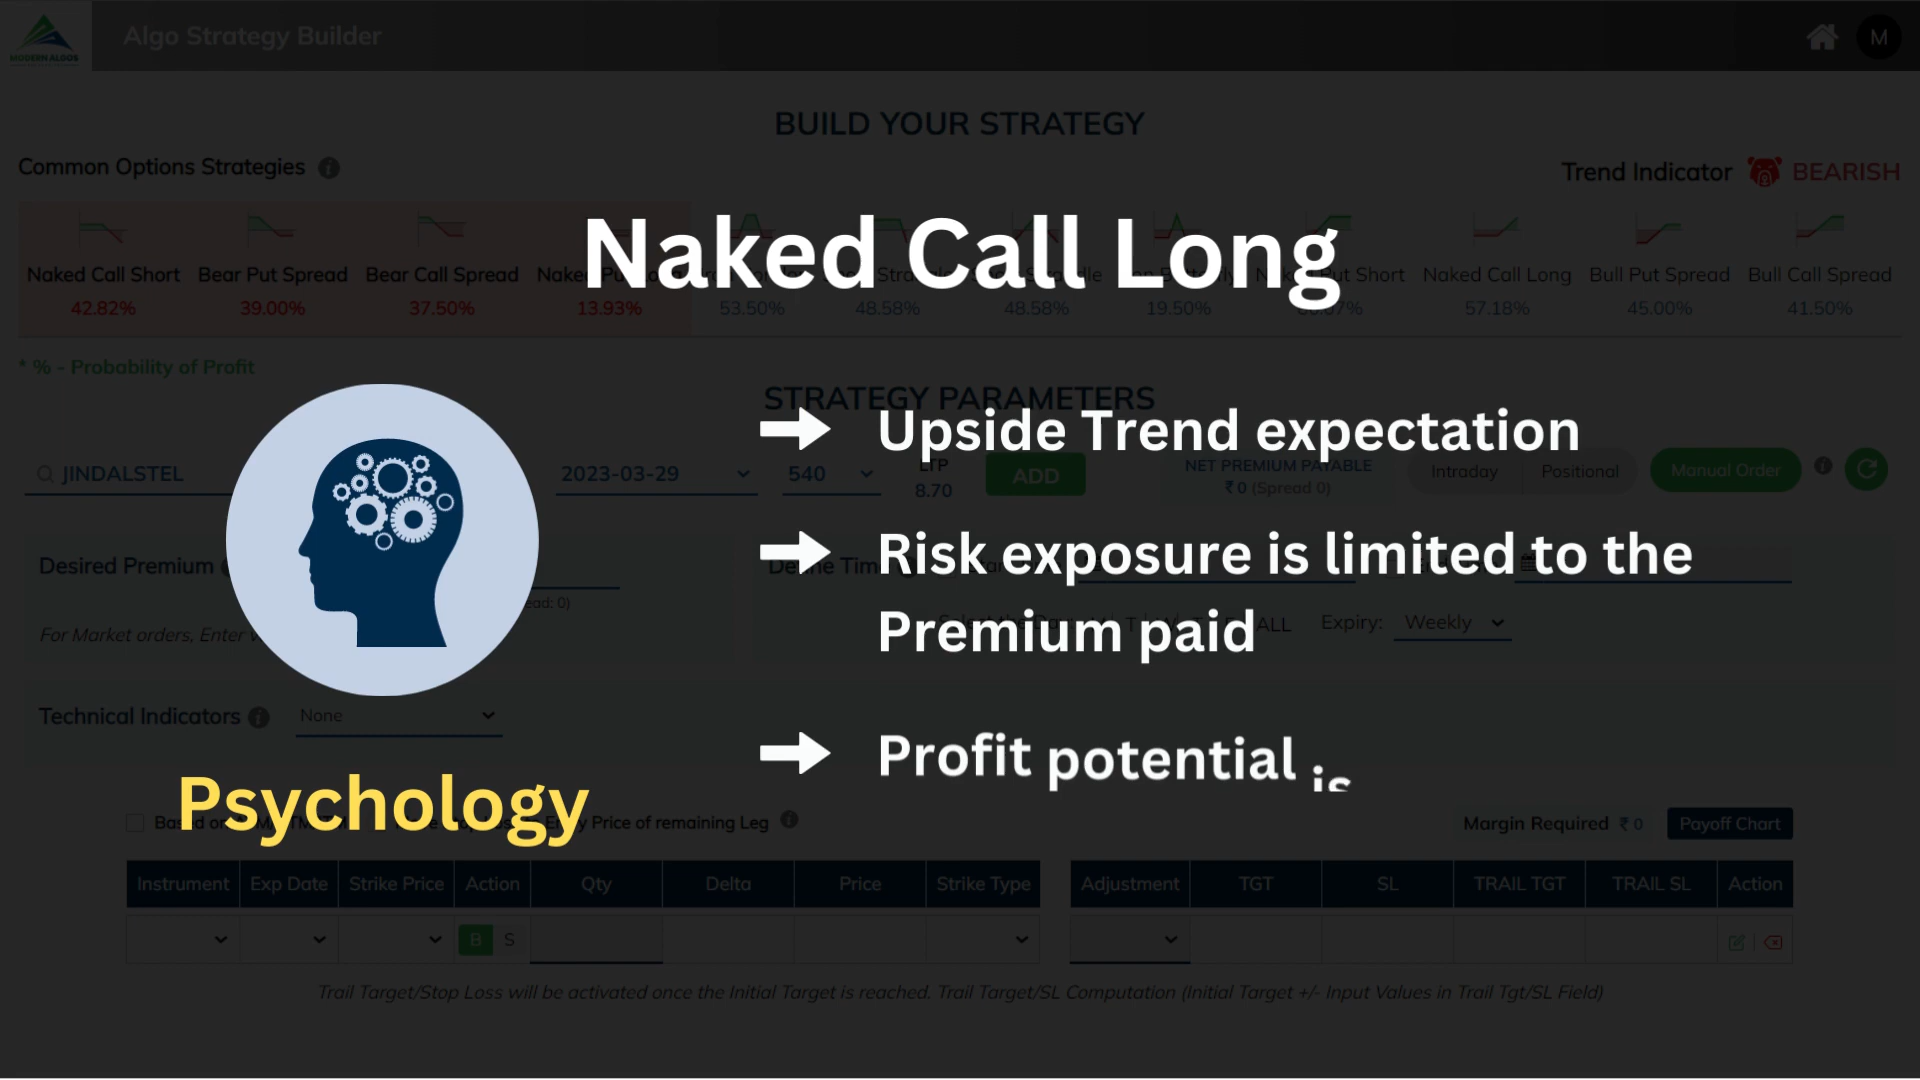 MODERN ALGOS
Algo Strategy Builder
M
BUILD YOUR STRATEGY
Common Options Strategies
Trend Indicator BEARISH
Naked Call Long
Naked Call Short Bear Put Spread Bear Call Spread Naked Call Long Bull Put Spread Bull Call Spread
42.82% 39.00% 37.50% 13.93% 53.50% 48.58% 48.58% 19.50% 57.18% 45.00% 41.50%
* % - Probability of Profit
STRATEGY PARAMETERS
Upside Trend expectation
JINDALSTEL 2023-03-29 540 LTP 8.70 ADD NET PREMIUM PAYABLE ₹ 0 (Spread 0) Intraday Positional Manual Order
Risk exposure is limited to the
Premium paid
Desired Premium
For Market orders, Enter
ALL Expiry: Weekly
Technical Indicators None
Profit potential is
Psychology
Price of remaining Leg
Margin Required ₹ 0 Payoff Chart
Instrument Exp Date Strike Price Action Qty Delta Price Strike Type Adjustment TGT SL TRAIL TGT TRAIL SL Action
B S
Trail Target/Stop Loss will be activated once the Initial Target is reached. Trail Target/SL Computation (Initial Target +/- Input Values in Trail Tgt/SL Field)